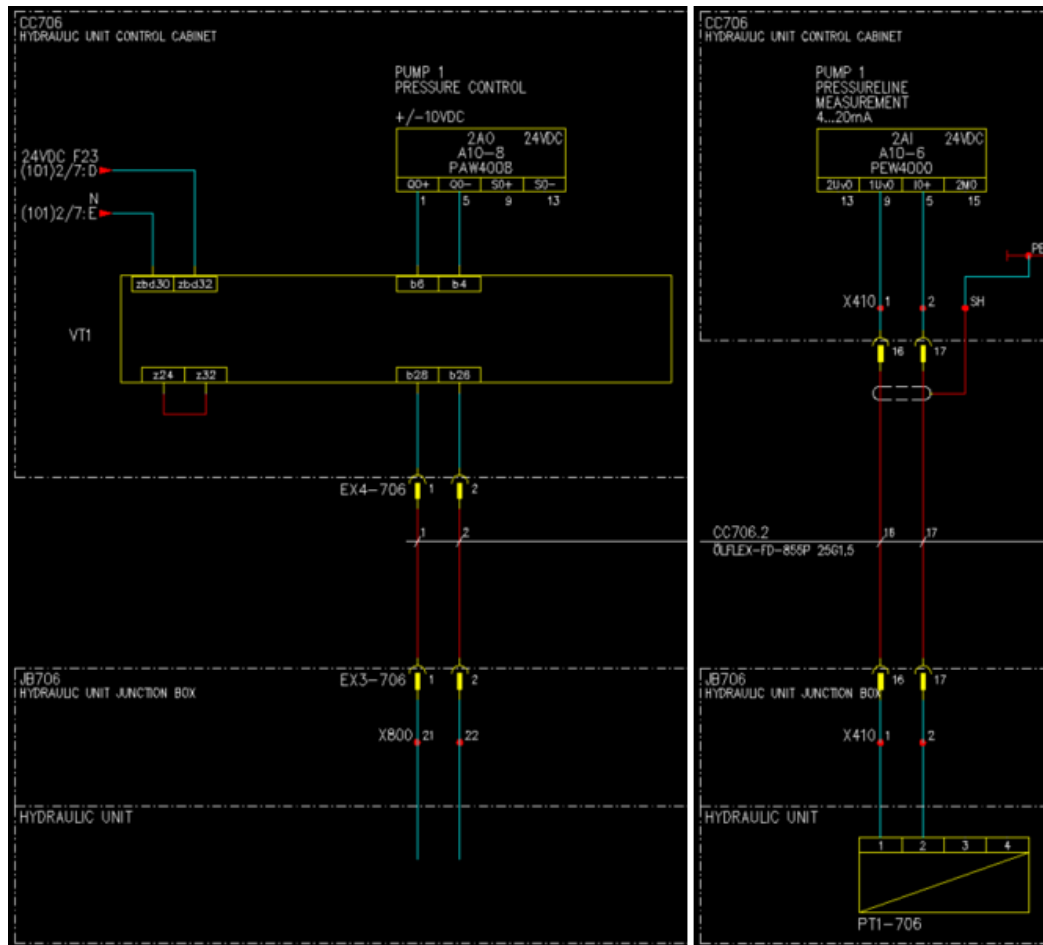 CC706
HYDRAULIC UNIT CONTROL CABINET
PUMP 1
PRESSURE CONTROL
+/-10VDC
2AO 24VDC
A10-8
PAW4008
QO+ QO- SO+ SO-
1 5 9 13
24VDC F23
(101)2/7:D
N
(101)2/7:E
zbd30 zbd32 b6 b4
VT1
z24 z32 b28 b26
EX4-706 1 2
1 2
JB706
HYDRAULIC UNIT JUNCTION BOX
EX3-706 1 2
X800 21 22
HYDRAULIC UNIT
CC706
HYDRAULIC UNIT CONTROL CABINET
PUMP 1
PRESSURELINE
MEASUREMENT
4...20mA
2AI 24VDC
A10-6
PEW4000
2Uv0 1Uv0 I0+ 2M0
13 9 5 15
PE
X410 1 2 SH
16 17
CC706.2 16 17
ÖLFLEX-FD-855P 25G1,5
JB706
HYDRAULIC UNIT JUNCTION BOX
16 17
X410 1 2
HYDRAULIC UNIT
1 2 3 4
PT1-706